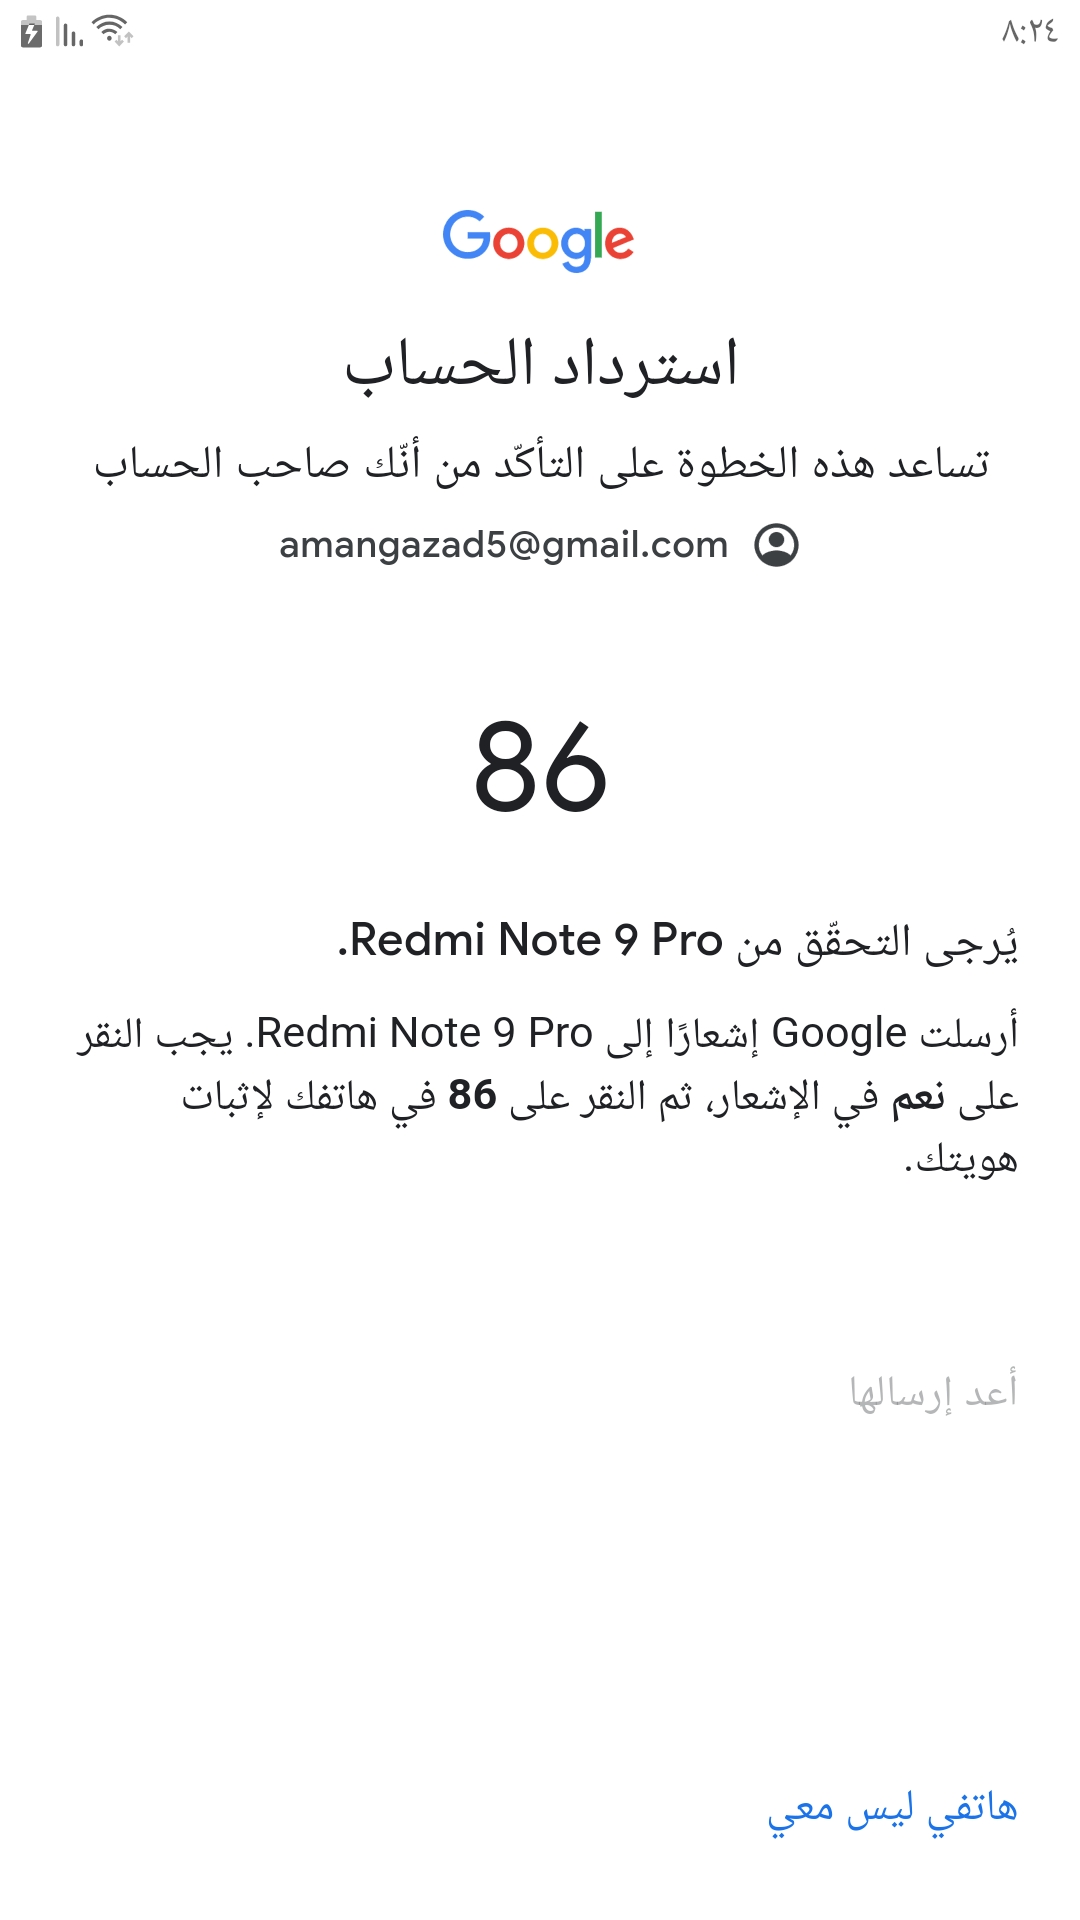 ٨:٢٤
Google
استرداد الحساب
تساعد هذه الخطوة على التأكّد من أنّك صاحب الحساب
amangazad5@gmail.com
86
يُرجى التحقّق من Redmi Note 9 Pro.
أرسلت Google إشعارًا إلى Redmi Note 9 Pro. يجب النقر
على نعم في الإشعار، ثم النقر على 86 في هاتفك لإثبات
هويتك.
أعد إرسالها
هاتفي ليس معي